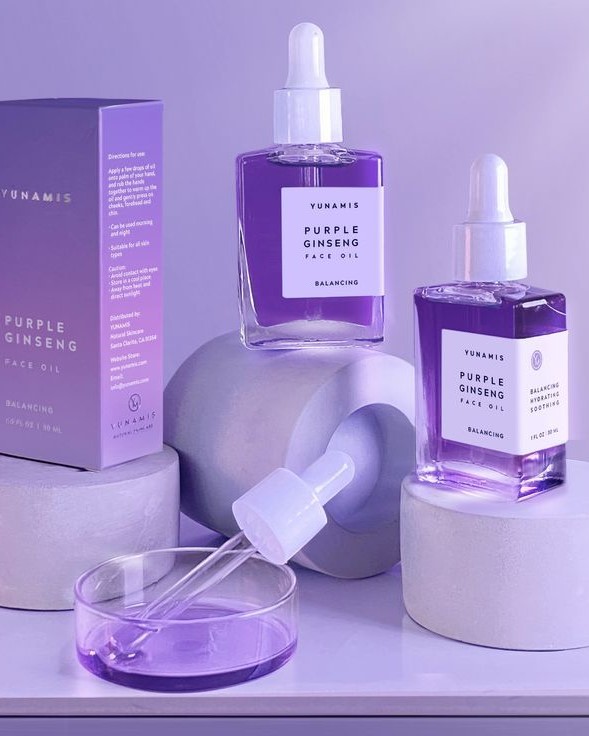 YUNAMIS
PURPLE
GINSENG
FACE OIL
BALANCING
1.0 FL OZ | 30 ML
Directions for use:
Apply a few drops of oil
onto palm of your hand,
and rub the hands
together to warm up the
oil and gently press on
cheeks, forehead and
chin.
• Can be used morning
and night
• Suitable for all skin
types
Caution:
• Avoid contact with eyes
• Store in a cool place
• Away from heat and
direct sunlight
Distributed by:
YUNAMIS
Natural Skincare
Santa Clarita, CA 91354
Website Store:
www.yunamis.com
Email:
info@yunamis.com
YUNAMIS
NATURAL SKINCARE
YUNAMIS
PURPLE
GINSENG
FACE OIL
BALANCING
YUNAMIS
PURPLE
GINSENG
FACE OIL
BALANCING
BALANCING
HYDRATING
SOOTHING
1 FL OZ | 30 ML